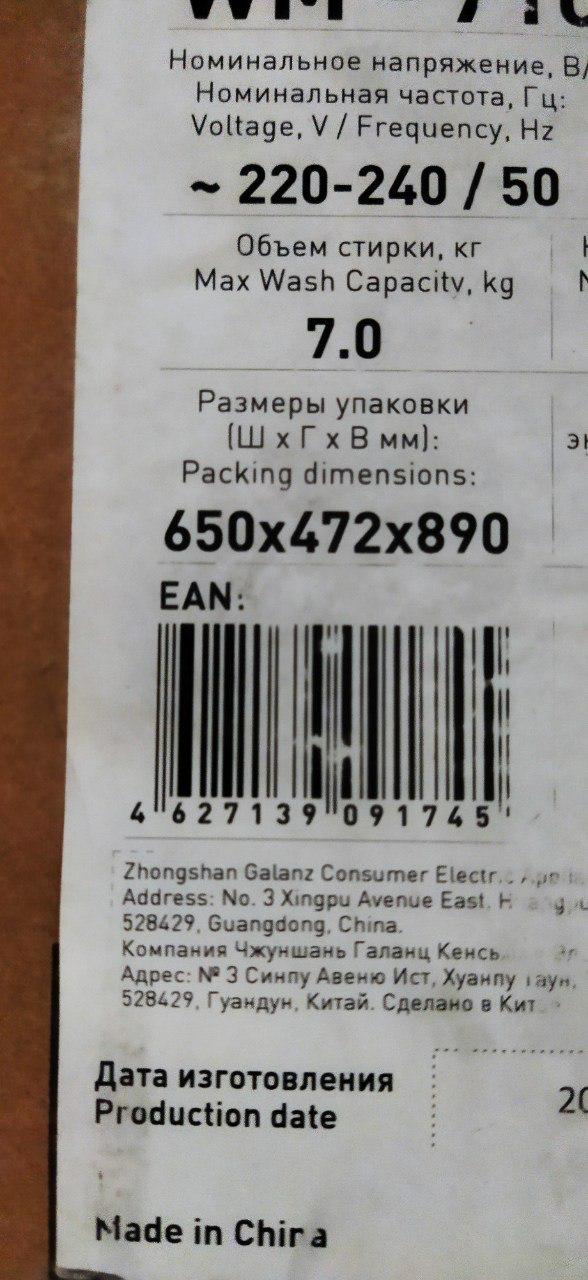 Номинальное напряжение, В/
Номинальная частота, Гц:
Voltage, V / Frequency, Hz
~ 220-240 / 50
Объем стирки, кг
Max Wash Capacity, kg
7.0
Размеры упаковки
(Ш х Г х В мм):
Packing dimensions:
650x472x890
EAN:
4 627139 091745
Zhongshan Galanz Consumer
Address: No. 3 Xingpu Avenue East.
528429, Guangdong, China.
Компания Чжуншань Галанц
Адрес: № 3 Синпу Авеню Ист, Хуанпу
528429, Гуандун, Китай. Сделано в
Дата изготовления
Production date
Made in China